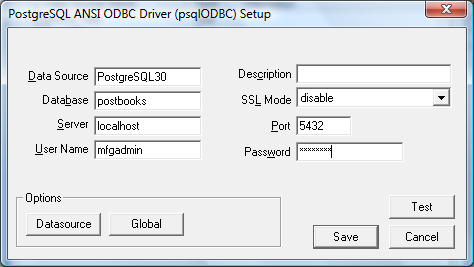 PostgreSQL ANSI ODBC Driver (psqlODBC) Setup
Data Source PostgreSQL30
Database postbooks
Server localhost
User Name mfgadmin
Description
SSL Mode disable
Port 5432
Password ********
Options
Datasource Global
Test
Save Cancel